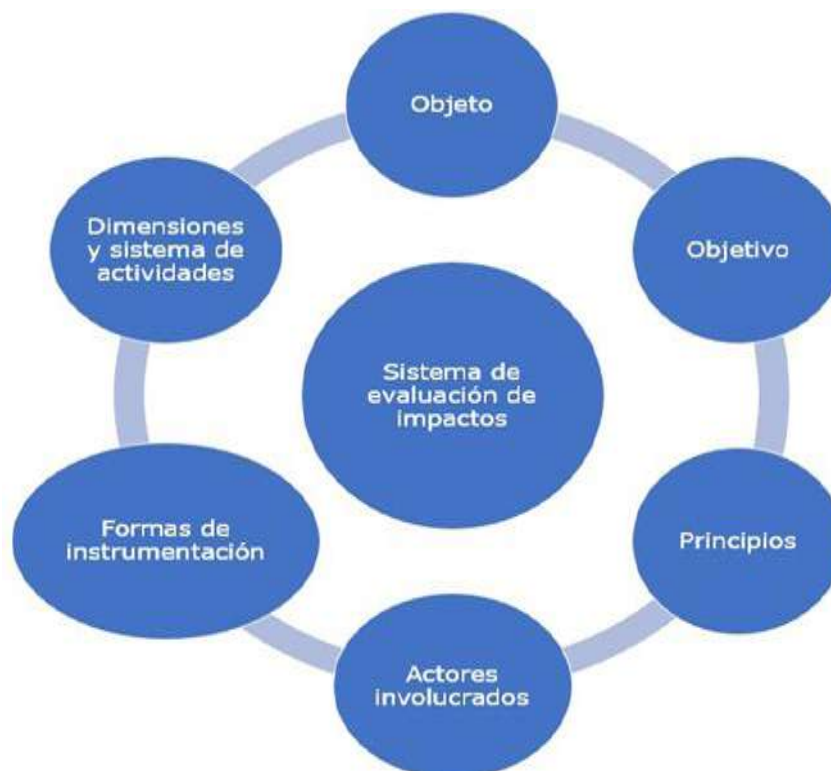 Objeto
Objetivo
Principios
Actores
involucrados
Formas de
instrumentación
Dimensiones
y sistema de
actividades
Sistema de
evaluación de
impactos